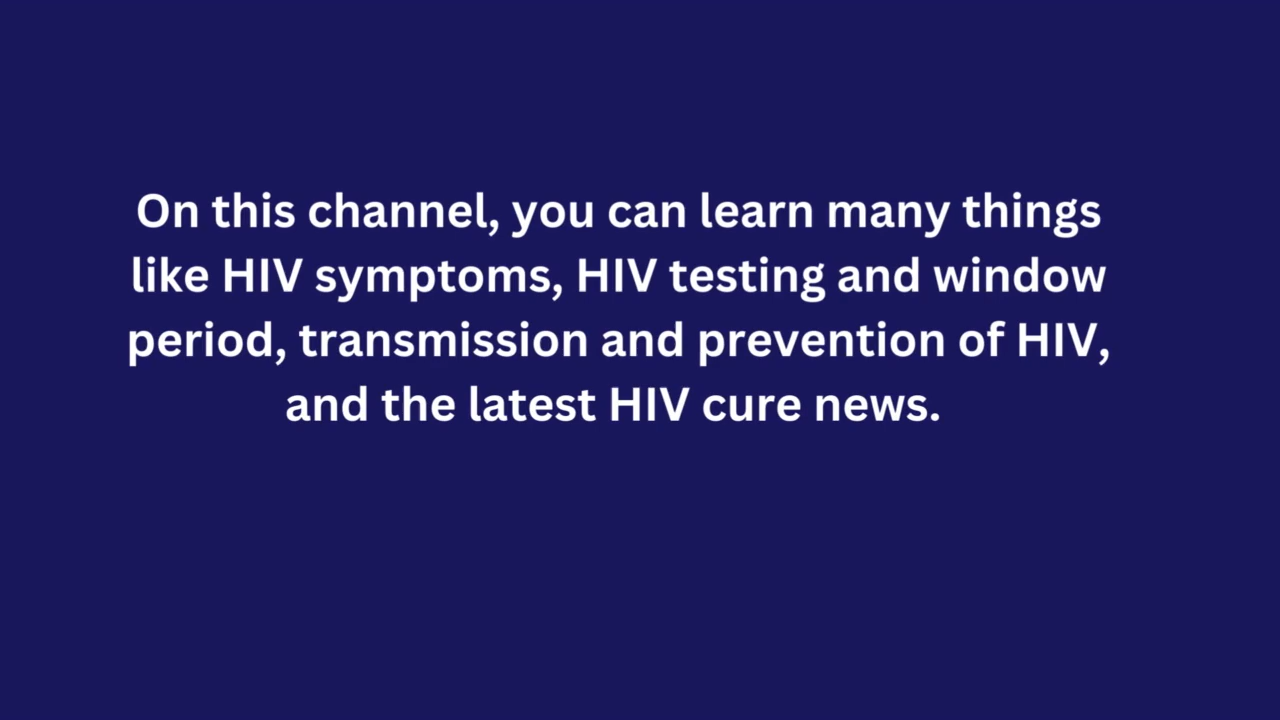 On this channel, you can learn many things
like HIV symptoms, HIV testing and window
period, transmission and prevention of HIV,
and the latest HIV cure news.